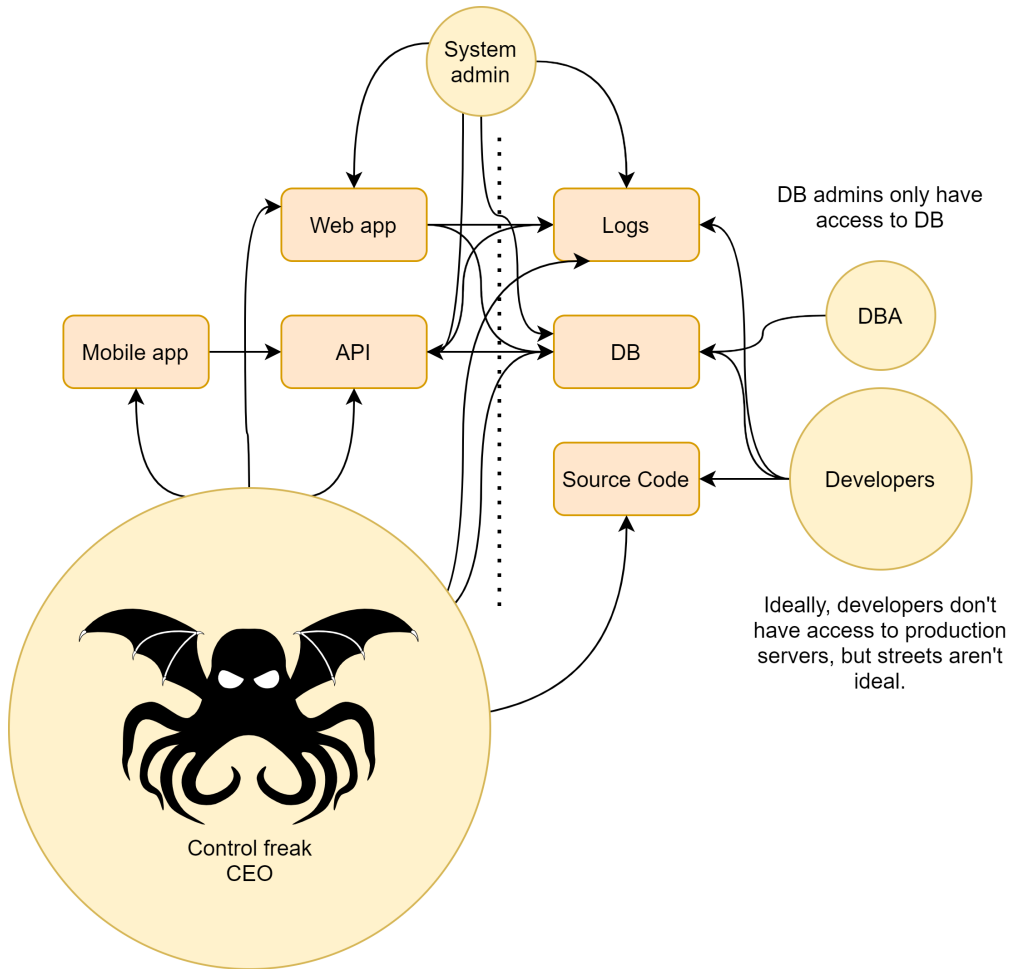 System
admin
Web app
Logs
DB admins only have
access to DB
Mobile app
API
DB
DBA
Source Code
Developers
Ideally, developers don't
have access to production
servers, but streets aren't
ideal.
Control freak
CEO